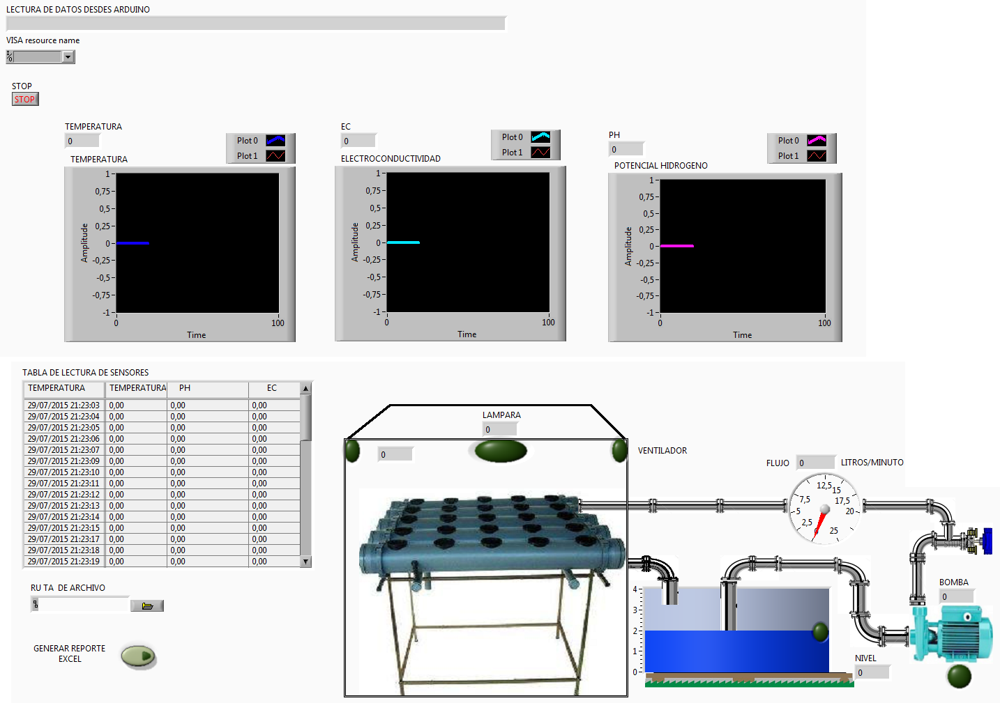 LECTURA DE DATOS DESDES ARDUINO
VISA resource name
I/O
STOP
STOP
TEMPERATURA
0
Plot 0
Plot 1
TEMPERATURA
1
0,75
0,5
0,25
0
-0,25
-0,5
-0,75
-1
Amplitude
0 100
Time
EC
0
Plot 0
Plot 1
ELECTROCONDUCTIVIDAD
1
0,75
0,5
0,25
0
-0,25
-0,5
-0,75
-1
Amplitude
0 100
Time
PH
0
Plot 0
Plot 1
POTENCIAL HIDROGENO
1
0,75
0,5
0,25
0
-0,25
-0,5
-0,75
-1
Amplitude
0 100
Time
TABLA DE LECTURA DE SENSORES
TEMPERATURA TEMPERATURA PH EC
29/07/2015 21:23:03 0,00 0,00 0,00
29/07/2015 21:23:04 0,00 0,00 0,00
29/07/2015 21:23:05 0,00 0,00 0,00
29/07/2015 21:23:06 0,00 0,00 0,00
29/07/2015 21:23:07 0,00 0,00 0,00
29/07/2015 21:23:09 0,00 0,00 0,00
29/07/2015 21:23:10 0,00 0,00 0,00
29/07/2015 21:23:11 0,00 0,00 0,00
29/07/2015 21:23:12 0,00 0,00 0,00
29/07/2015 21:23:13 0,00 0,00 0,00
29/07/2015 21:23:14 0,00 0,00 0,00
29/07/2015 21:23:15 0,00 0,00 0,00
29/07/2015 21:23:17 0,00 0,00 0,00
29/07/2015 21:23:18 0,00 0,00 0,00
29/07/2015 21:23:19 0,00 0,00 0,00
RU TA DE ARCHIVO
GENERAR REPORTE
EXCEL
LAMPARA
0
0
VENTILADOR
FLUJO 0 LITROS/MINUTO
0 2,5 5 7,5 12,5 15 17,5 20 25
BOMBA
0
4
3
2
1
0
NIVEL
0